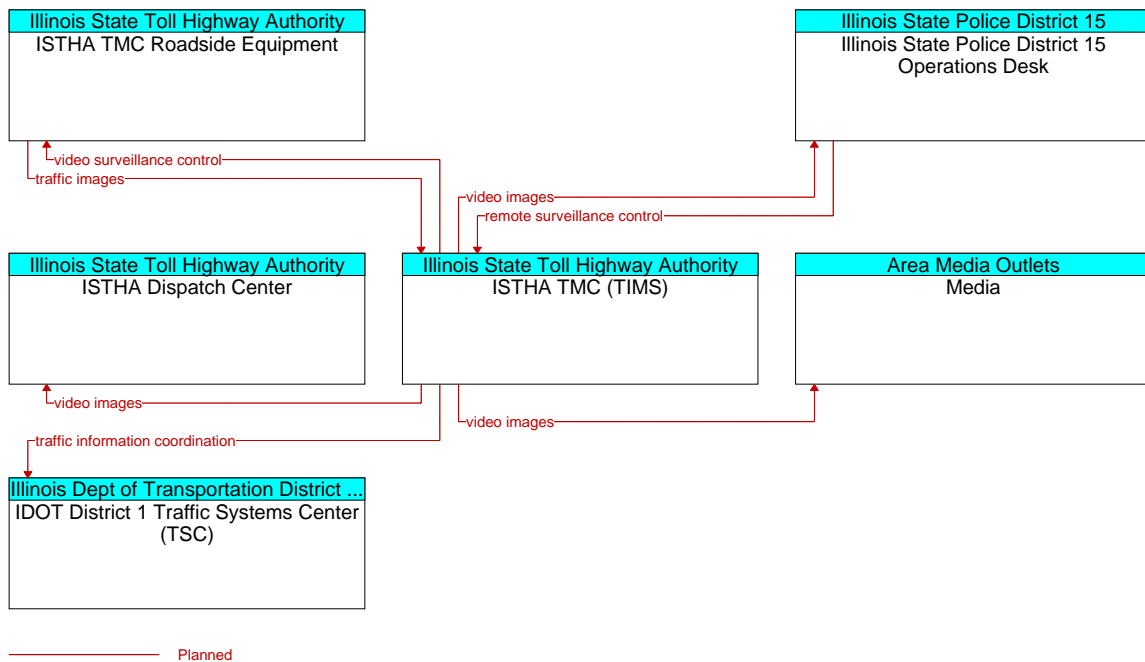 Illinois State Toll Highway Authority
ISTHA TMC Roadside Equipment
Illinois State Police District 15
Illinois State Police District 15
Operations Desk
video surveillance control
traffic images
video images
remote surveillance control
Illinois State Toll Highway Authority
ISTHA Dispatch Center
Illinois State Toll Highway Authority
ISTHA TMC (TIMS)
Area Media Outlets
Media
video images
video images
traffic information coordination
Illinois Dept of Transportation District ...
IDOT District 1 Traffic Systems Center
(TSC)
Planned